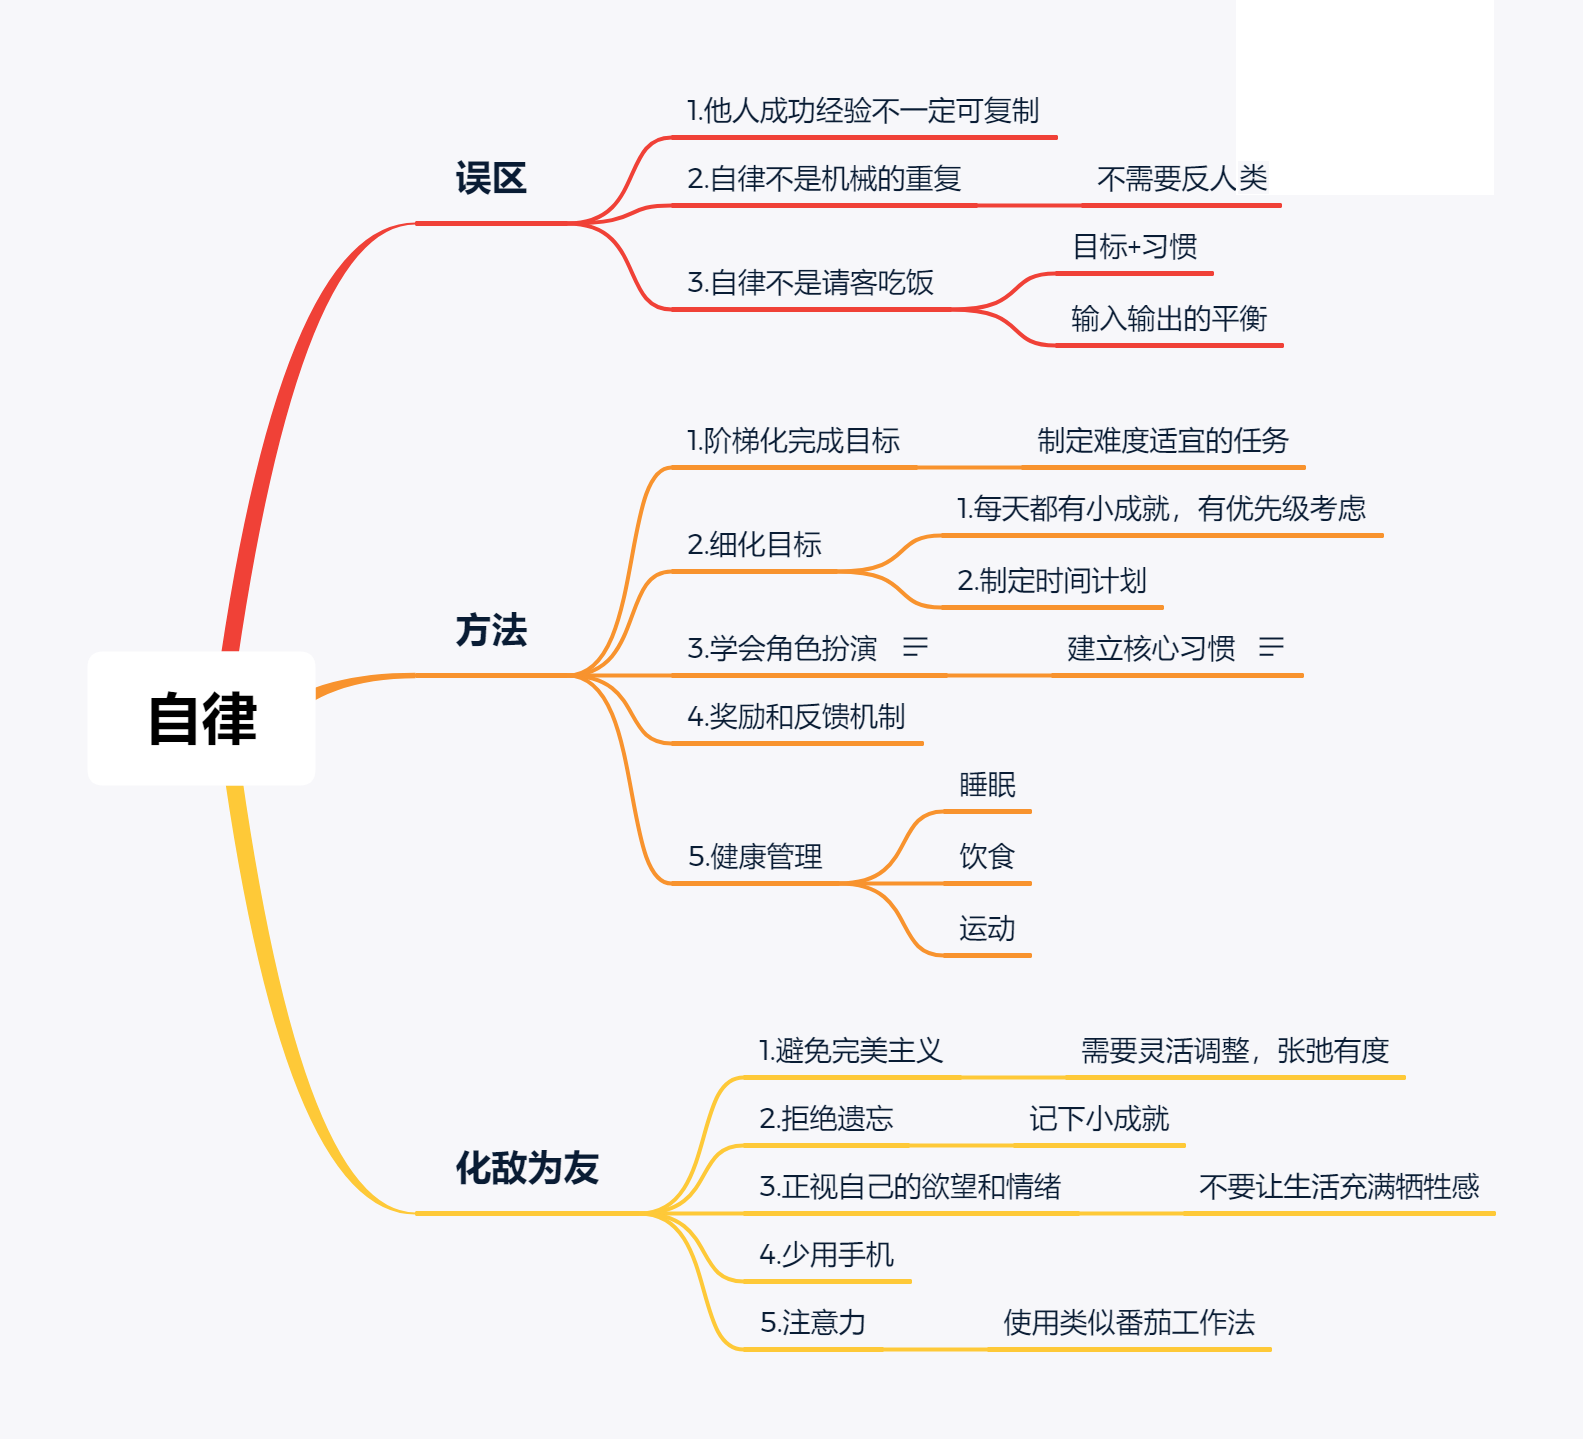 自律
误区
1.他人成功经验不一定可复制
2.自律不是机械的重复
不需要反人类
3.自律不是请客吃饭
目标+习惯
输入输出的平衡
方法
1.阶梯化完成目标
制定难度适宜的任务
2.细化目标
1.每天都有小成就，有优先级考虑
2.制定时间计划
3.学会角色扮演
建立核心习惯
4.奖励和反馈机制
5.健康管理
睡眠
饮食
运动
化敌为友
1.避免完美主义
需要灵活调整，张弛有度
2.拒绝遗忘
记下小成就
3.正视自己的欲望和情绪
不要让生活充满牺牲感
4.少用手机
5.注意力
使用类似番茄工作法